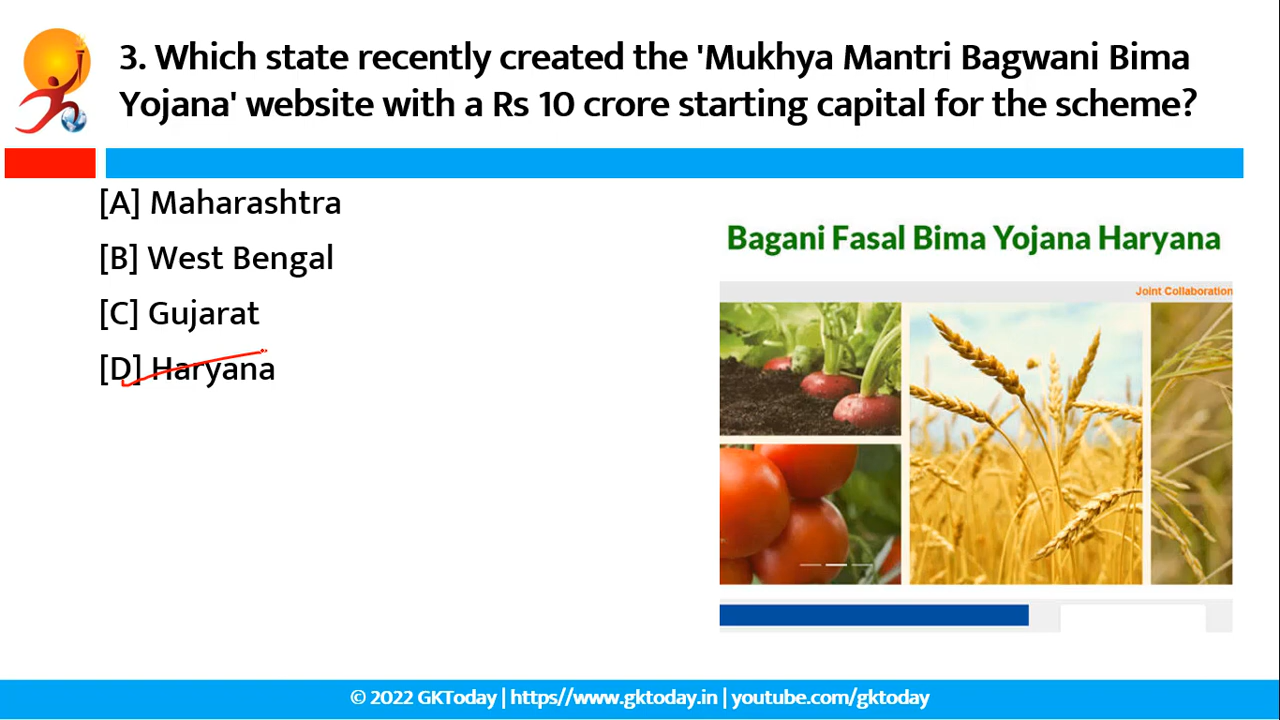 3. Which state recently created the 'Mukhya Mantri Bagwani Bima
Yojana' website with a Rs 10 crore starting capital for the scheme?
[A] Maharashtra
[B] West Bengal
[C] Gujarat
[D] Haryana
Bagani Fasal Bima Yojana Haryana
Joint Collaboration
© 2022 GKToday | https//www.gktoday.in | youtube.com/gktoday